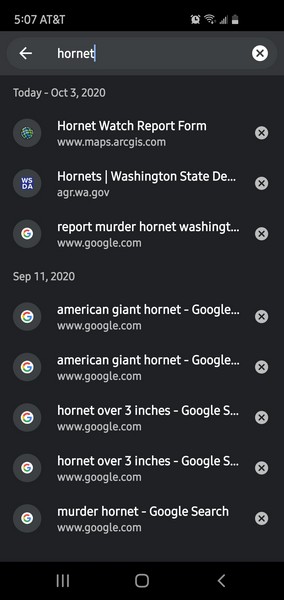 5:07 AT&T
hornet
Today - Oct 3, 2020
Hornet Watch Report Form
www.maps.arcgis.com
WS
DA
Hornets | Washington State De...
agr.wa.gov
report murder hornet washingt...
www.google.com
Sep 11, 2020
american giant hornet - Google...
www.google.com
american giant hornet - Google...
www.google.com
hornet over 3 inches - Google S...
www.google.com
hornet over 3 inches - Google S...
www.google.com
murder hornet - Google Search
www.google.com